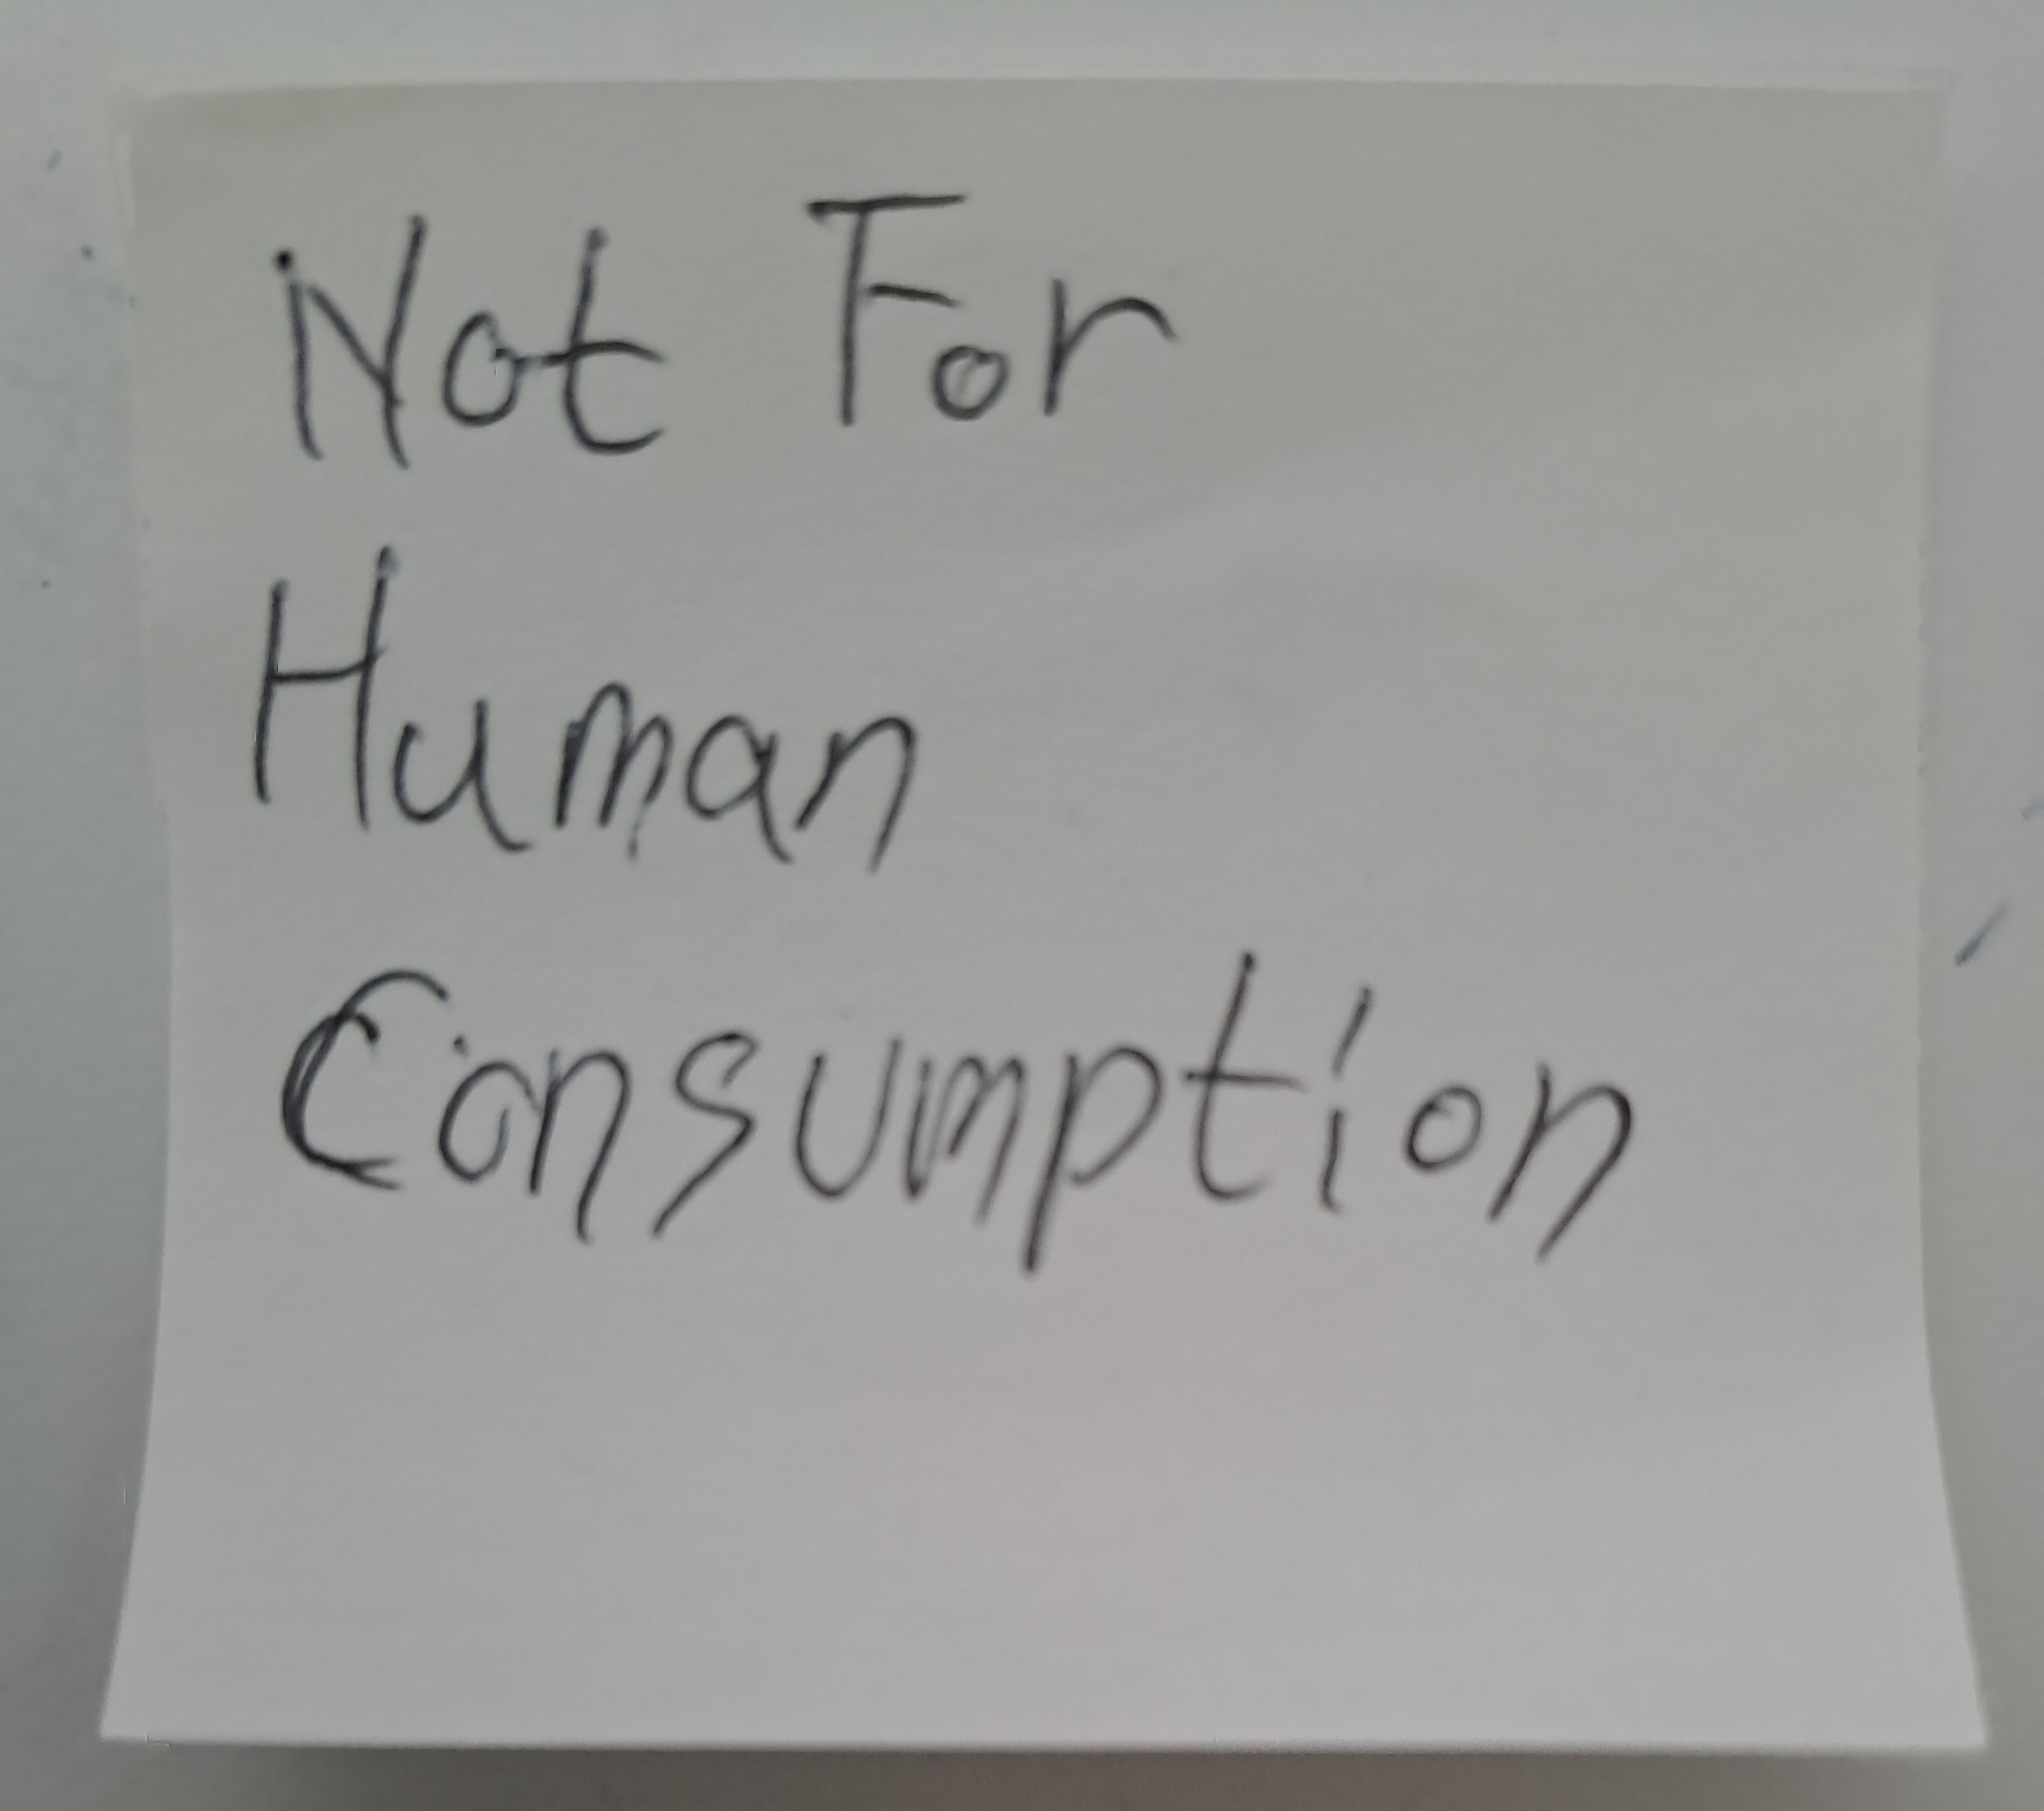 Not For
Human
Consumption